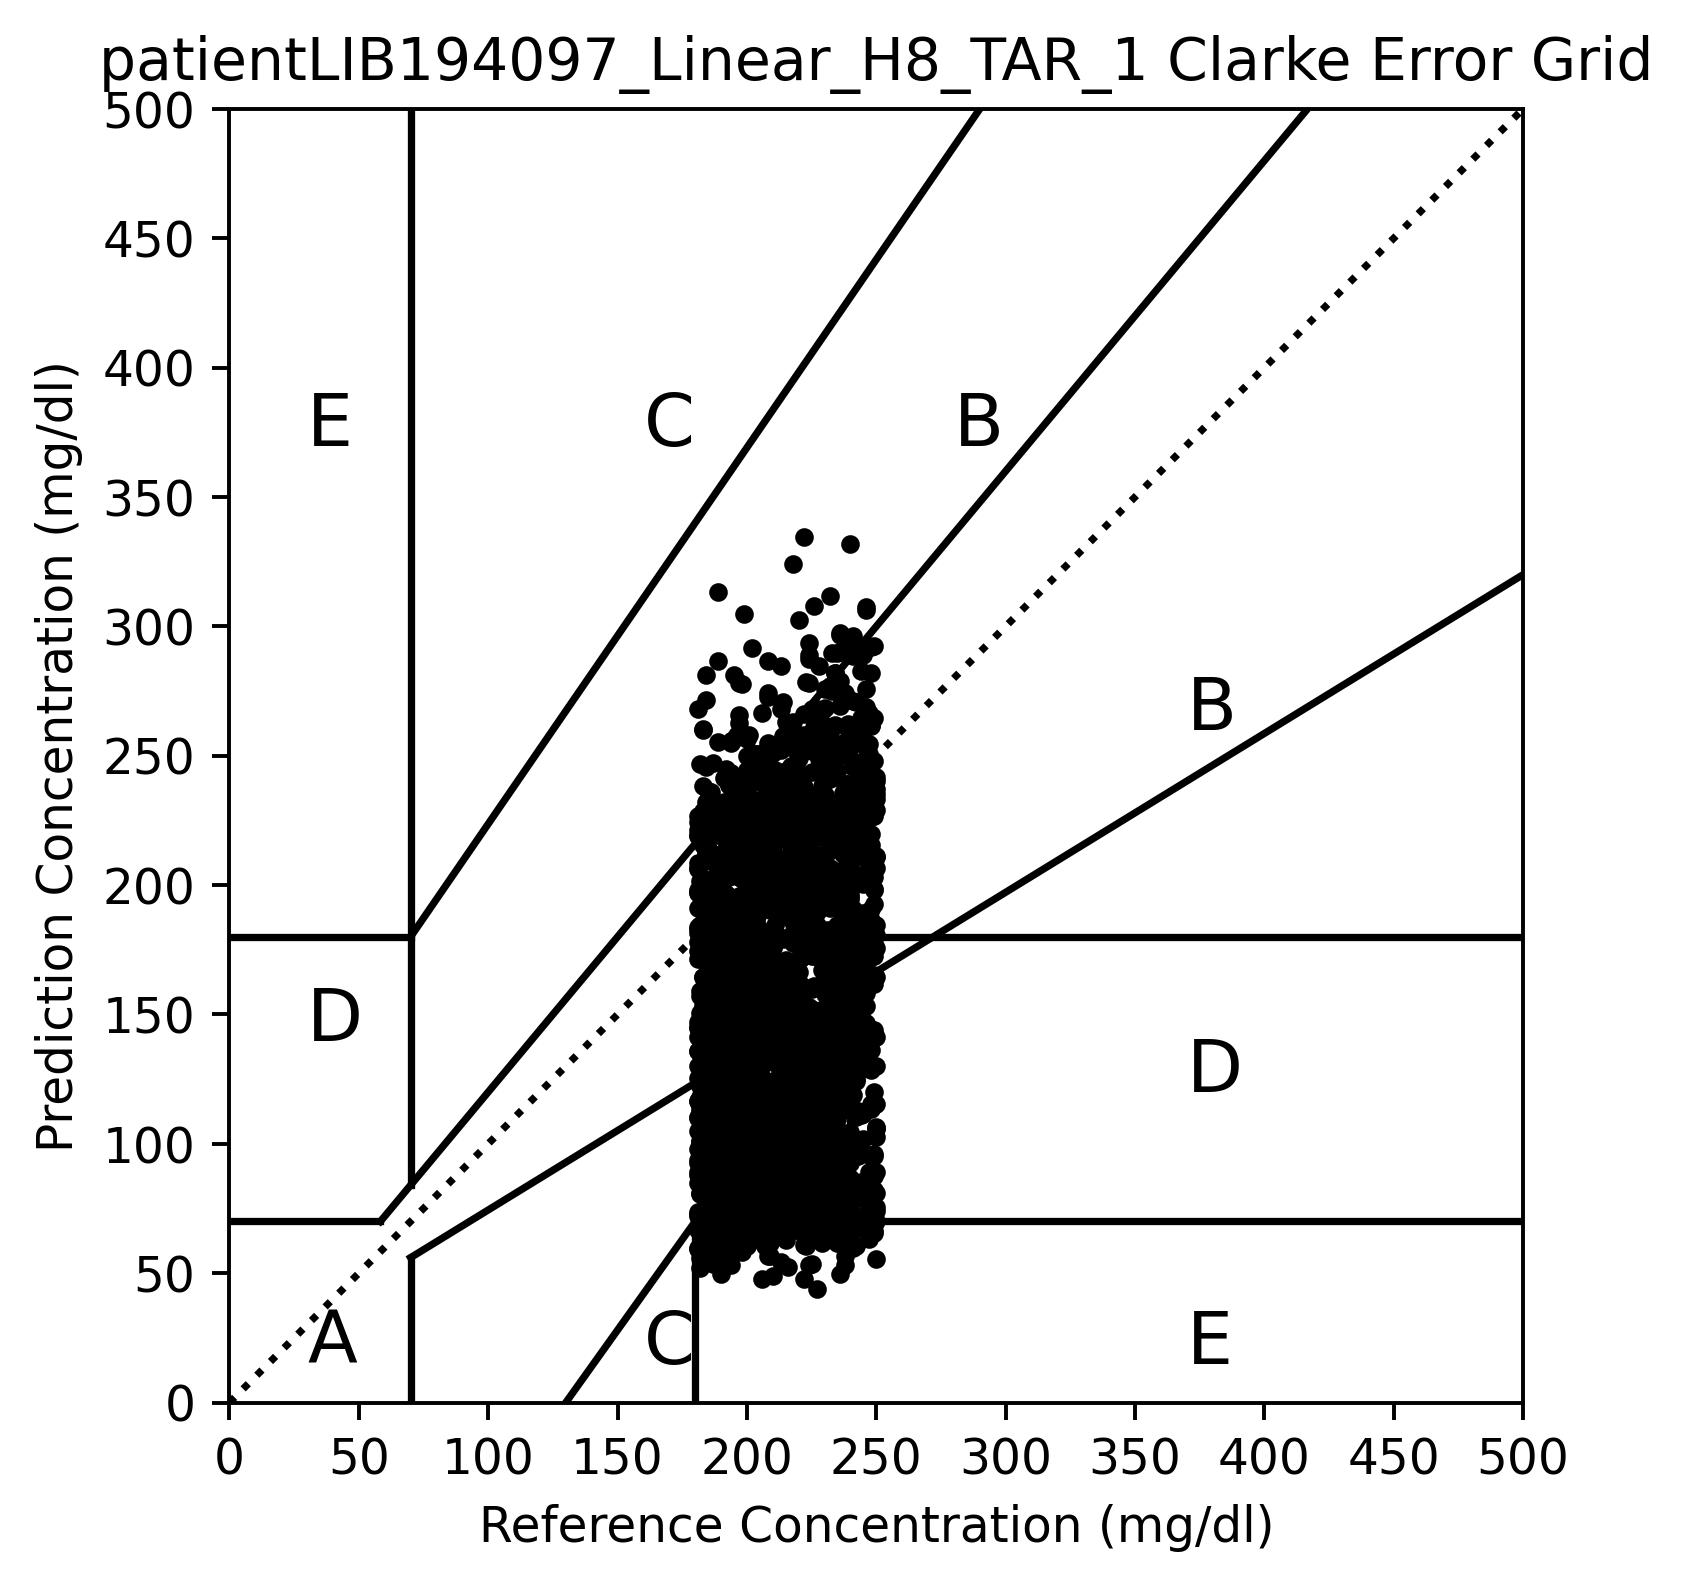 patientLIB194097_Linear_H8_TAR_1 Clarke Error Grid
500
450
400
350
300
250
200
150
100
50
0
Prediction Concentration (mg/dl)
E
C
B
B
D
D
A
C
E
0 50 100 150 200 250 300 350 400 450 500
Reference Concentration (mg/dl)